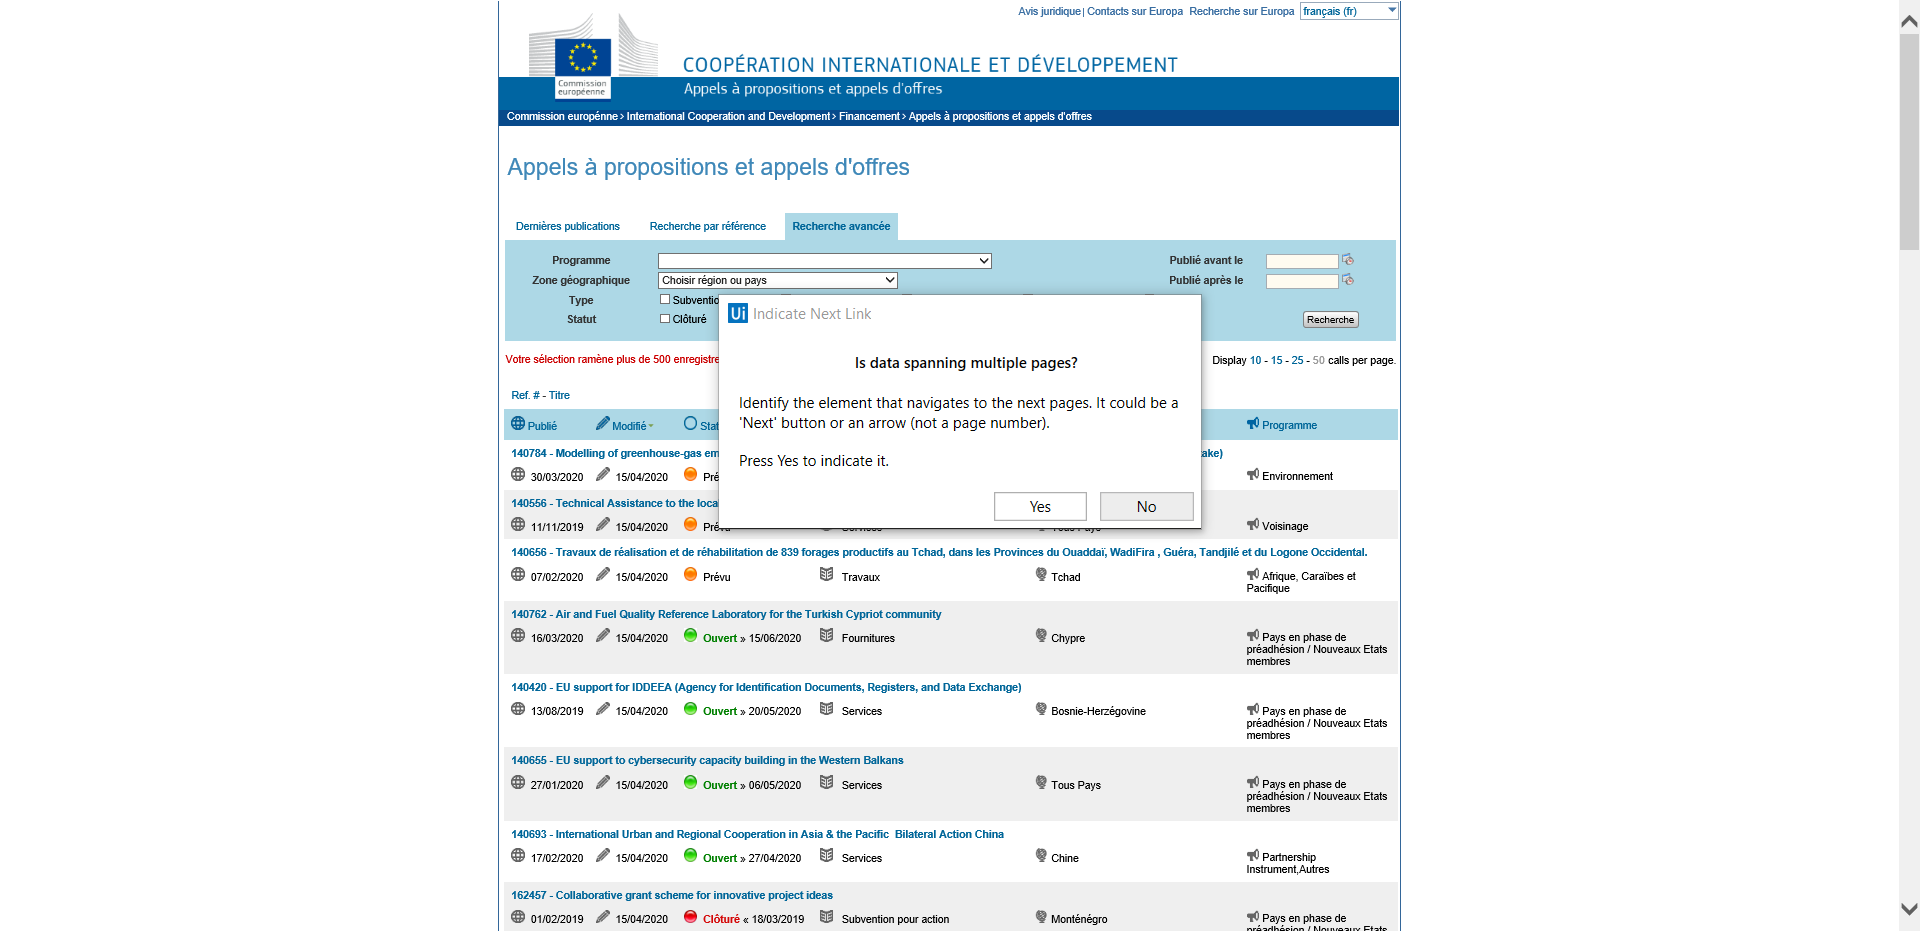 Avis juridique| Contacts sur Europa Recherche sur Europa français (fr)
COOPÉRATION INTERNATIONALE ET DÉVELOPPEMENT
Commission
européenne
Appels à propositions et appels d'offres
Commission europénne > International Cooperation and Development > Financement > Appels à propositions et appels d'offres
Appels à propositions et appels d'offres
Dernières publications Recherche par référence Recherche avancée
Programme Publié avant le
Zone géographique Choisir région ou pays Publié après le
Type Subventio
Statut Clôturé Recherche
Ui Indicate Next Link
Is data spanning multiple pages?
Identify the element that navigates to the next pages. It could be a
'Next' button or an arrow (not a page number).
Press Yes to indicate it.
Yes No
Votre sélection ramène plus de 500 enregistre Display 10 - 15 - 25 - 50 calls per page.
Ref. # - Titre
Publié Modifié Stat Programme
140784 - Modelling of greenhouse-gas em ake)
30/03/2020 15/04/2020 Pré Environnement
140556 - Technical Assistance to the loca
11/11/2019 15/04/2020 Prévu Services Tous Pays Voisinage
140656 - Travaux de réalisation et de réhabilitation de 839 forages productifs au Tchad, dans les Provinces du Ouaddaï, WadiFira , Guéra, Tandjilé et du Logone Occidental.
07/02/2020 15/04/2020 Prévu Travaux Tchad Afrique, Caraïbes et
Pacifique
140762 - Air and Fuel Quality Reference Laboratory for the Turkish Cypriot community
16/03/2020 15/04/2020 Ouvert » 15/06/2020 Fournitures Chypre Pays en phase de
préadhésion / Nouveaux Etats
membres
140420 - EU support for IDDEEA (Agency for Identification Documents, Registers, and Data Exchange)
13/08/2019 15/04/2020 Ouvert » 20/05/2020 Services Bosnie-Herzégovine Pays en phase de
préadhésion / Nouveaux Etats
membres
140655 - EU support to cybersecurity capacity building in the Western Balkans
27/01/2020 15/04/2020 Ouvert » 06/05/2020 Services Tous Pays Pays en phase de
préadhésion / Nouveaux Etats
membres
140693 - International Urban and Regional Cooperation in Asia & the Pacific Bilateral Action China
17/02/2020 15/04/2020 Ouvert » 27/04/2020 Services Chine Partnership
Instrument,Autres
162457 - Collaborative grant scheme for innovative project ideas
01/02/2019 15/04/2020 Clôturé « 18/03/2019 Subvention pour action Monténégro Pays en phase de
préadhésion / Nouveaux Etats